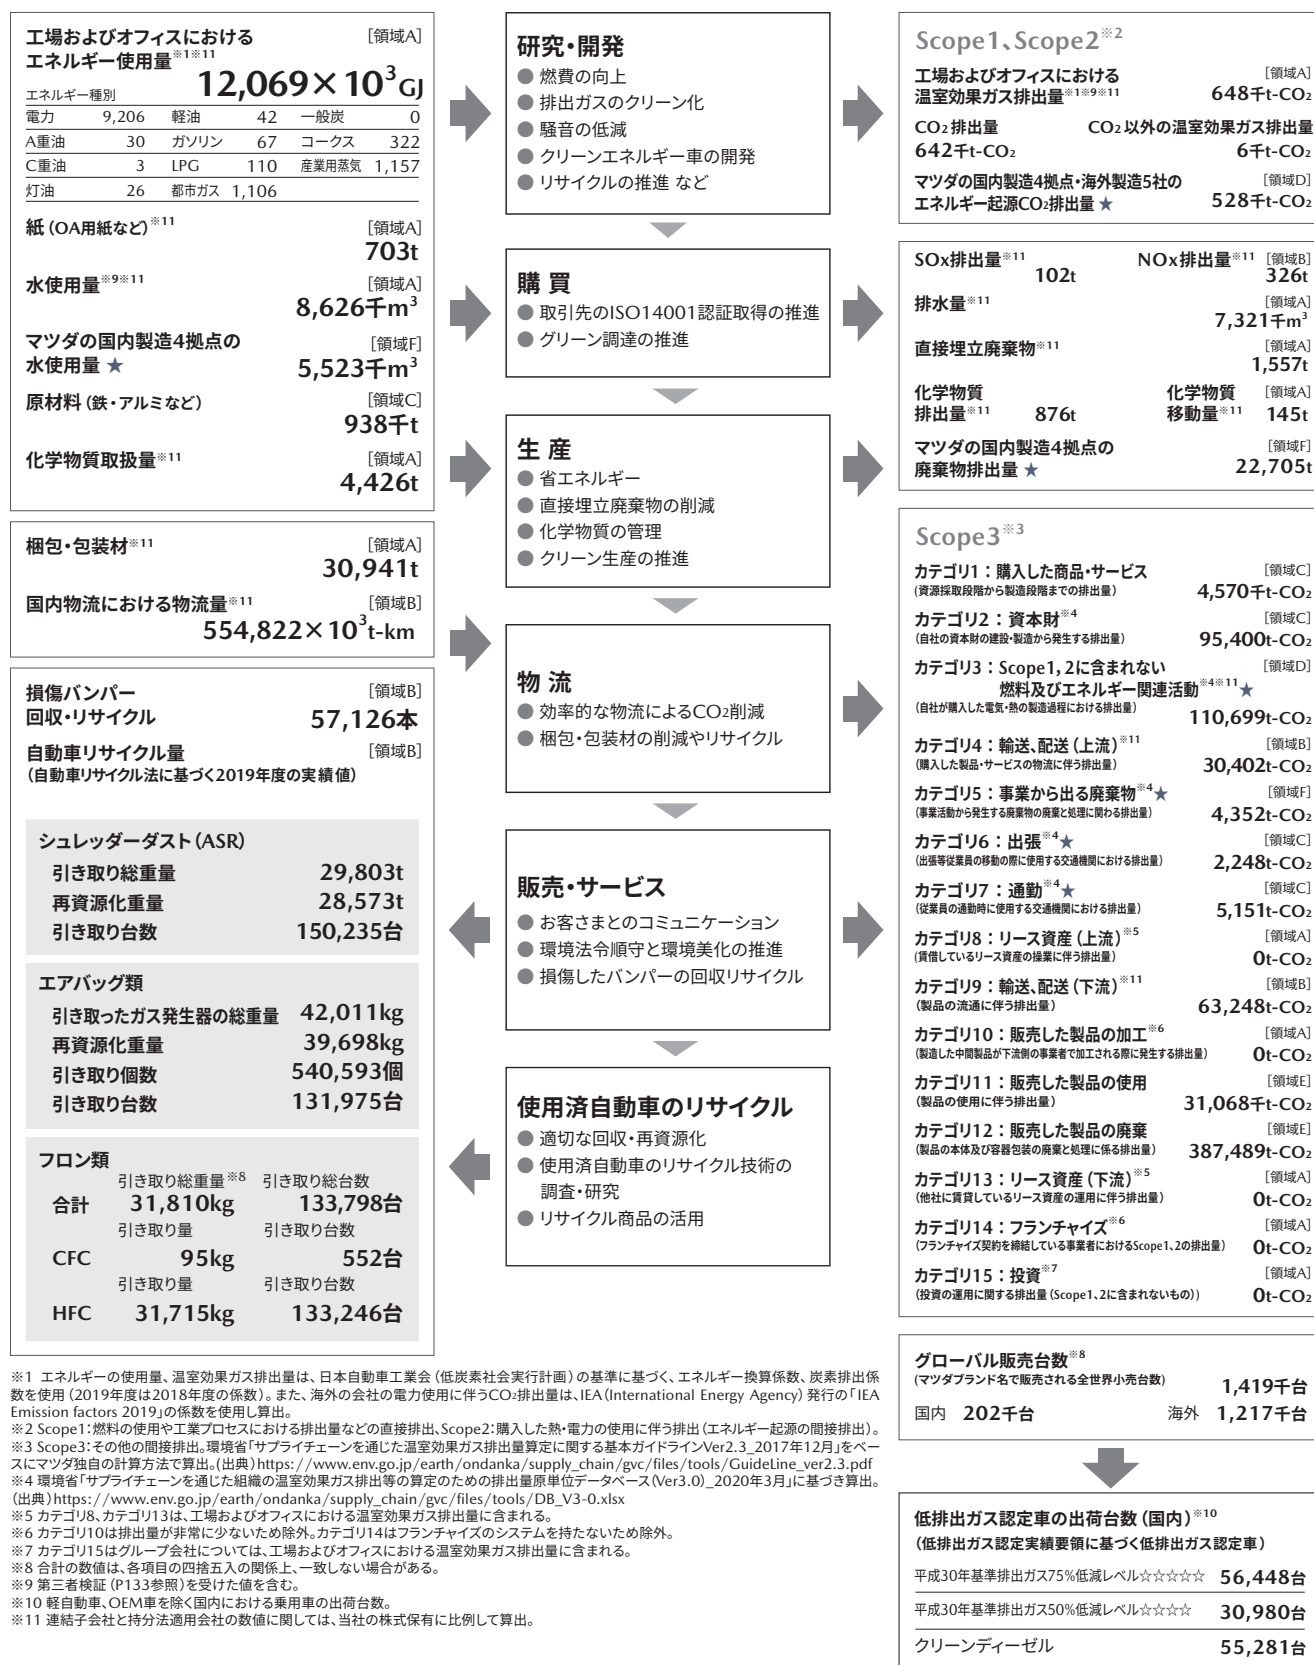 工場およびオフィスにおける [領域A]
エネルギー使用量※1※11
12,069×10³GJ
エネルギー種別
電力 9,206 軽油 42 一般炭 0
A重油 30 ガソリン 67 コークス 322
C重油 3 LPG 110 産業用蒸気 1,157
灯油 26 都市ガス 1,106
紙（OA用紙など）※11 [領域A]
703t
水使用量※9※11 [領域A]
8,626千m³
マツダの国内製造4拠点の [領域F]
水使用量 ★ 5,523千m³
原材料（鉄・アルミなど） [領域C]
938千t
化学物質取扱量※11 [領域A]
4,426t
梱包・包装材※11 [領域A]
30,941t
国内物流における物流量※11 [領域B]
554,822×10³t-km
損傷バンパー [領域B]
回収・リサイクル 57,126本
自動車リサイクル量 [領域B]
（自動車リサイクル法に基づく2019年度の実績値）
シュレッダーダスト（ASR）
引き取り総重量 29,803t
再資源化重量 28,573t
引き取り台数 150,235台
エアバッグ類
引き取ったガス発生器の総重量 42,011kg
再資源化重量 39,698kg
引き取り個数 540,593個
引き取り台数 131,975台
フロン類
引き取り総重量※8 引き取り総台数
合計 31,810kg 133,798台
引き取り量 引き取り台数
CFC 95kg 552台
引き取り量 引き取り台数
HFC 31,715kg 133,246台
研究・開発
● 燃費の向上
● 排出ガスのクリーン化
● 騒音の低減
● クリーンエネルギー車の開発
● リサイクルの推進 など
購 買
● 取引先のISO14001認証取得の推進
● グリーン調達の推進
生 産
● 省エネルギー
● 直接埋立廃棄物の削減
● 化学物質の管理
● クリーン生産の推進
物 流
● 効率的な物流によるCO₂削減
● 梱包・包装材の削減やリサイクル
販売・サービス
● お客さまとのコミュニケーション
● 環境法令順守と環境美化の推進
● 損傷したバンパーの回収リサイクル
使用済自動車のリサイクル
● 適切な回収・再資源化
● 使用済自動車のリサイクル技術の
調査・研究
● リサイクル商品の活用
Scope1、Scope2※2
工場およびオフィスにおける [領域A]
温室効果ガス排出量※1※9※11 648千t-CO₂
CO₂排出量 CO₂以外の温室効果ガス排出量
642千t-CO₂ 6千t-CO₂
マツダの国内製造4拠点・海外製造5社の [領域D]
エネルギー起源CO₂排出量 ★ 528千t-CO₂
SOx排出量※11 NOx排出量※11 [領域B]
102t 326t
排水量※11 [領域A]
7,321千m³
直接埋立廃棄物※11 [領域A]
1,557t
化学物質 化学物質 [領域A]
排出量※11 876t 移動量※11 145t
マツダの国内製造4拠点の [領域F]
廃棄物排出量 ★ 22,705t
Scope3※3
カテゴリ1：購入した商品・サービス [領域C]
（資源採取段階から製造段階までの排出量） 4,570千t-CO₂
カテゴリ2：資本財※4 [領域C]
（自社の資本財の建設・製造から発生する排出量） 95,400t-CO₂
カテゴリ3：Scope1，2に含まれない [領域D]
燃料及びエネルギー関連活動※4※11★
（自社が購入した電気・熱の製造過程における排出量） 110,699t-CO₂
カテゴリ4：輸送、配送（上流）※11 [領域B]
（購入した製品・サービスの物流に伴う排出量） 30,402t-CO₂
カテゴリ5：事業から出る廃棄物※4★ [領域F]
（事業活動から発生する廃棄物の廃棄と処理に関わる排出量） 4,352t-CO₂
カテゴリ6：出張※4★ [領域C]
（出張等従業員の移動の際に使用する交通機関における排出量） 2,248t-CO₂
カテゴリ7：通勤※4★ [領域C]
（従業員の通勤時に使用する交通機関における排出量） 5,151t-CO₂
カテゴリ8：リース資産（上流）※5 [領域A]
（賃借しているリース資産の操業に伴う排出量） 0t-CO₂
カテゴリ9：輸送、配送（下流）※11 [領域B]
（製品の流通に伴う排出量） 63,248t-CO₂
カテゴリ10：販売した製品の加工※6 [領域A]
（製造した中間製品が下流側の事業者で加工される際に発生する排出量） 0t-CO₂
カテゴリ11：販売した製品の使用 [領域E]
（製品の使用に伴う排出量） 31,068千t-CO₂
カテゴリ12：販売した製品の廃棄 [領域E]
（製品の本体及び容器包装の廃棄と処理に係る排出量） 387,489t-CO₂
カテゴリ13：リース資産（下流）※5 [領域A]
（他社に賃貸しているリース資産の運用に伴う排出量） 0t-CO₂
カテゴリ14：フランチャイズ※6 [領域A]
（フランチャイズ契約を締結している事業者におけるScope1、2の排出量） 0t-CO₂
カテゴリ15：投資※7 [領域A]
（投資の運用に関する排出量（Scope1、2に含まれないもの）） 0t-CO₂
グローバル販売台数※8
（マツダブランド名で販売される全世界小売台数） 1,419千台
国内 202千台 海外 1,217千台
低排出ガス認定車の出荷台数（国内）※10
（低排出ガス認定実績要領に基づく低排出ガス認定車）
平成30年基準排出ガス75％低減レベル☆☆☆☆☆ 56,448台
平成30年基準排出ガス50％低減レベル☆☆☆☆ 30,980台
クリーンディーゼル 55,281台
※1 エネルギーの使用量、温室効果ガス排出量は、日本自動車工業会（低炭素社会実行計画）の基準に基づく、エネルギー換算係数、炭素排出係
数を使用（2019年度は2018年度の係数）。また、海外の会社の電力使用に伴うCO₂排出量は、IEA（International Energy Agency）発行の「IEA
Emission factors 2019」の係数を使用し算出。
※2 Scope1：燃料の使用や工業プロセスにおける排出量などの直接排出、Scope2：購入した熱・電力の使用に伴う排出（エネルギー起源の間接排出）。
※3 Scope3：その他の間接排出。環境省「サプライチェーンを通じた温室効果ガス排出量算定に関する基本ガイドラインVer2.3_2017年12月」をベー
スにマツダ独自の計算方法で算出。（出典）https://www.env.go.jp/earth/ondanka/supply_chain/gvc/files/tools/GuideLine_ver2.3.pdf
※4 環境省「サプライチェーンを通じた組織の温室効果ガス排出等の算定のための排出量原単位データベース（Ver3.0）_2020年3月」に基づき算出。
（出典）https://www.env.go.jp/earth/ondanka/supply_chain/gvc/files/tools/DB_V3-0.xlsx
※5 カテゴリ8、カテゴリ13は、工場およびオフィスにおける温室効果ガス排出量に含まれる。
※6 カテゴリ10は排出量が非常に少ないため除外。カテゴリ14はフランチャイズのシステムを持たないため除外。
※7 カテゴリ15はグループ会社については、工場およびオフィスにおける温室効果ガス排出量に含まれる。
※8 合計の数値は、各項目の四捨五入の関係上、一致しない場合がある。
※9 第三者検証（P133参照）を受けた値を含む。
※10 軽自動車、OEM車を除く国内における乗用車の出荷台数。
※11 連結子会社と持分法適用会社の数値に関しては、当社の株式保有に比例して算出。